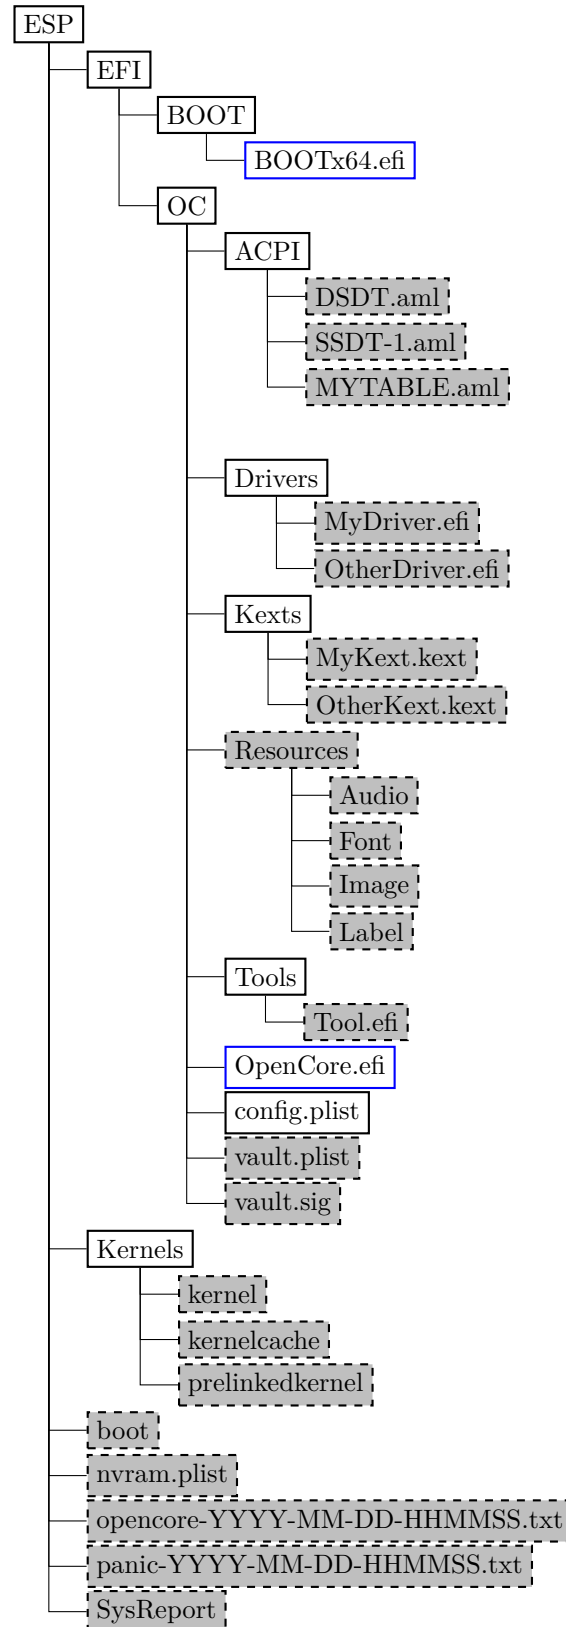 ESP
EFI
BOOT
BOOTx64.efi
OC
ACPI
DSDT.aml
SSDT-1.aml
MYTABLE.aml
Drivers
MyDriver.efi
OtherDriver.efi
Kexts
MyKext.kext
OtherKext.kext
Resources
Audio
Font
Image
Label
Tools
Tool.efi
OpenCore.efi
config.plist
vault.plist
vault.sig
Kernels
kernel
kernelcache
prelinkedkernel
boot
nvram.plist
opencore-YYYY-MM-DD-HHMMSS.txt
panic-YYYY-MM-DD-HHMMSS.txt
SysReport